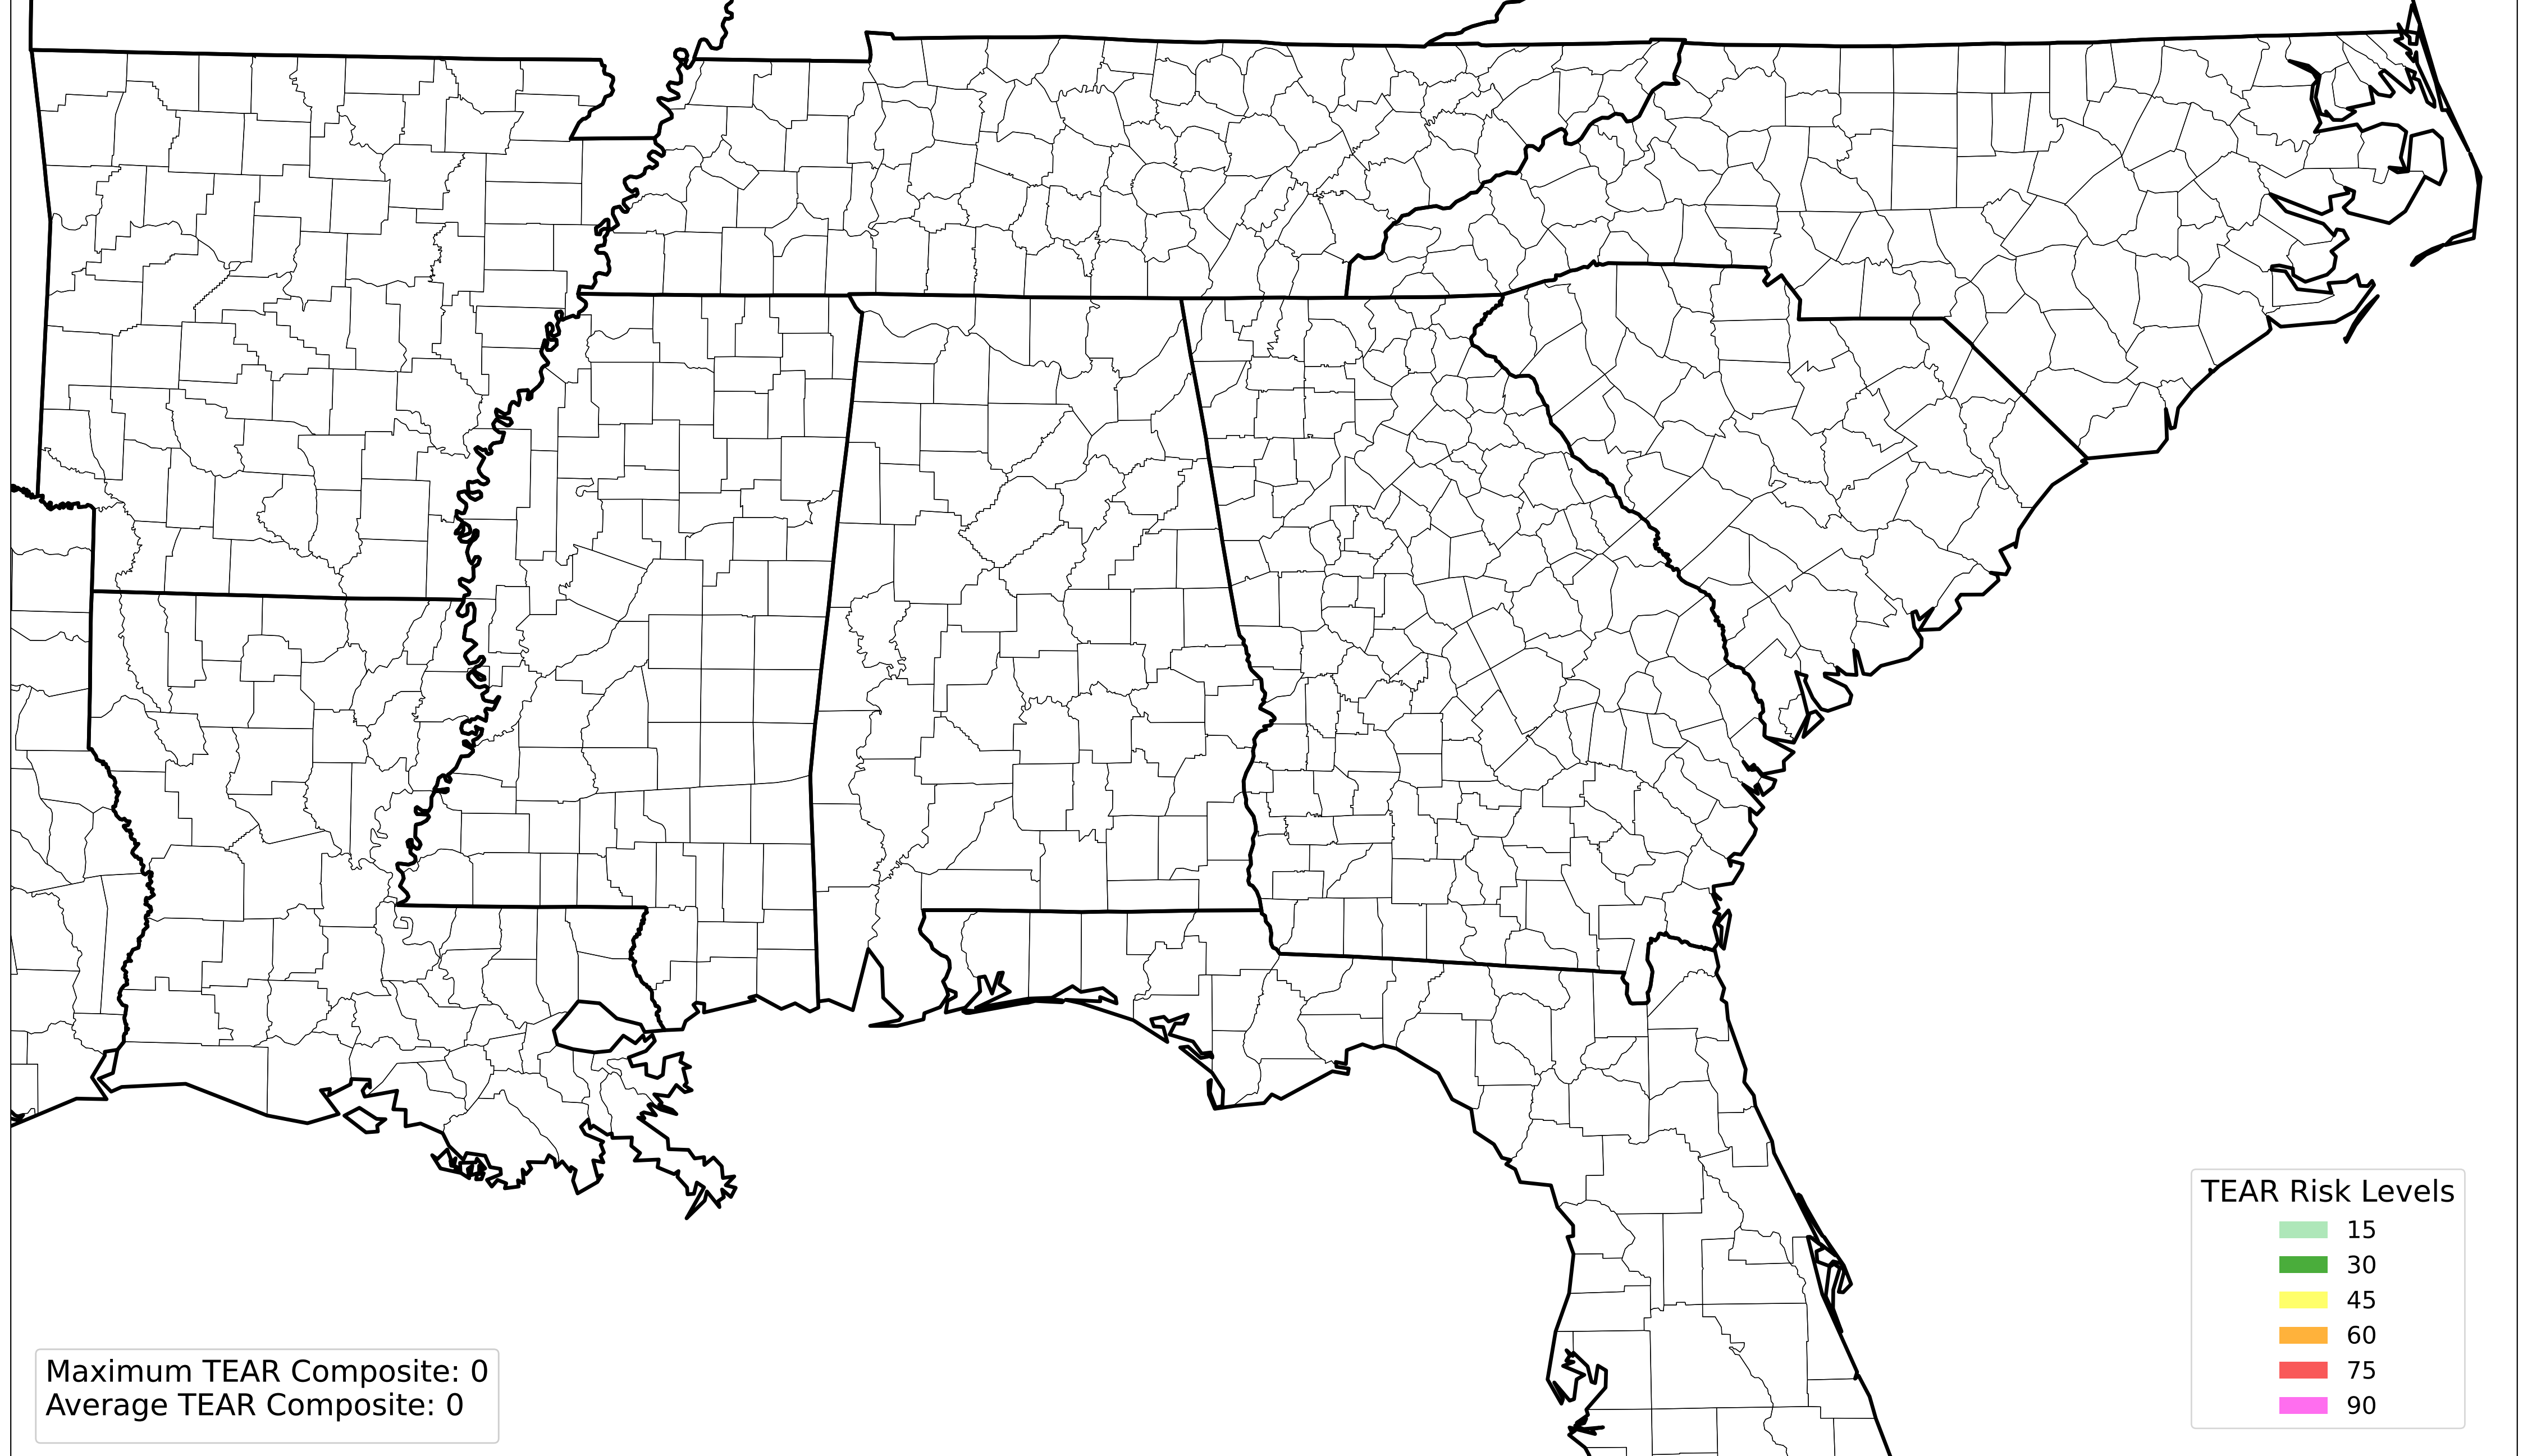 TEAR Risk Levels
15
30
45
60
75
90
Maximum TEAR Composite: 0
Average TEAR Composite: 0